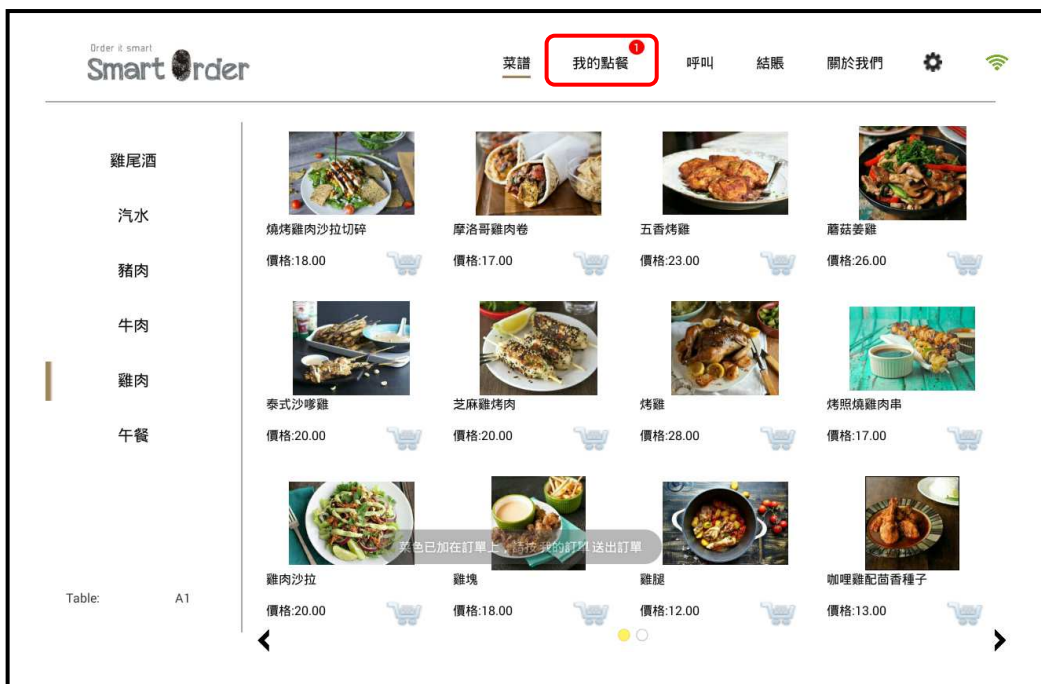 Order it smart
Smart Order
菜譜 我的點餐 1 呼叫 結賬 關於我們
雞尾酒
汽水
豬肉
牛肉
雞肉
午餐
Table: A1
燒烤雞肉沙拉切碎 摩洛哥雞肉卷 五香烤雞 蘑菇姜雞
價格:18.00 價格:17.00 價格:23.00 價格:26.00
泰式沙嗲雞 芝麻雞烤肉 烤雞 烤照燒雞肉串
價格:20.00 價格:20.00 價格:28.00 價格:17.00
菜色已加在訂單上，請按 我的訂單 送出訂單
雞肉沙拉 雞塊 雞腿 咖哩雞配茴香種子
價格:20.00 價格:18.00 價格:12.00 價格:13.00